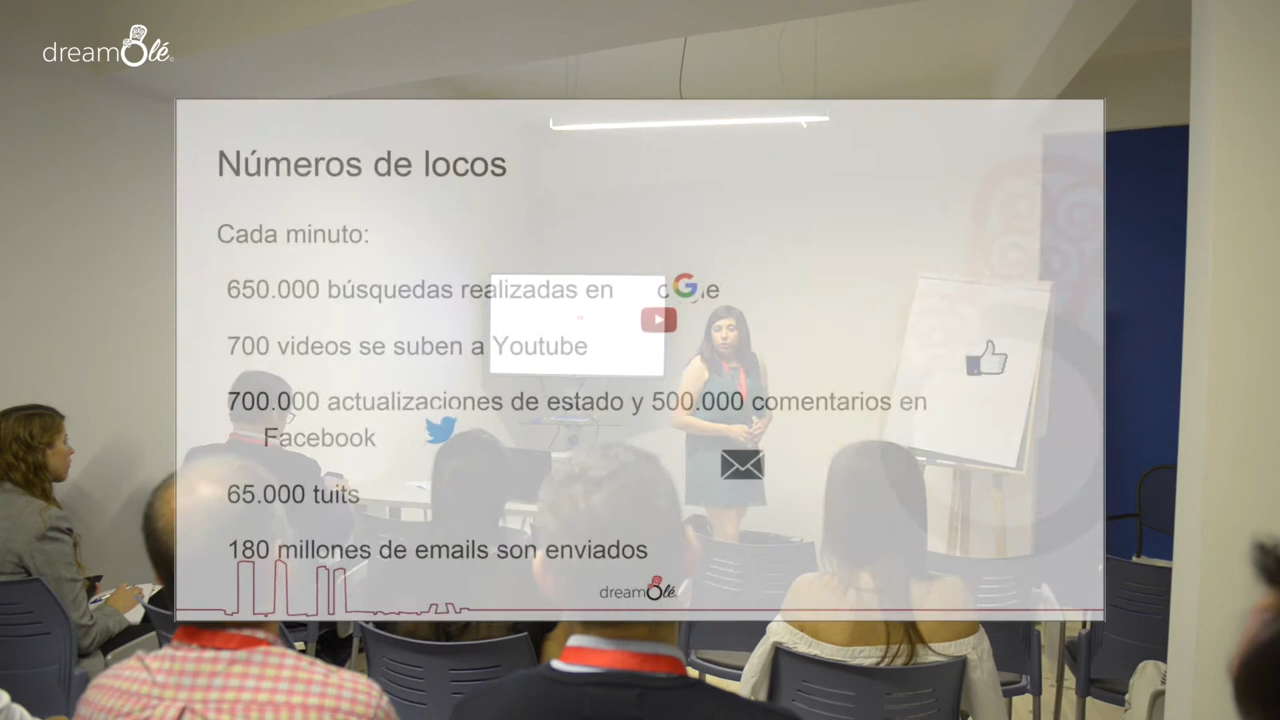 dreamOlé
Números de locos
Cada minuto:
650.000 búsquedas realizadas en
700 videos se suben a Youtube
700.000 actualizaciones de estado y 500.000 comentarios en
Facebook
65.000 tuits
180 millones de emails son enviados
dreamOlé